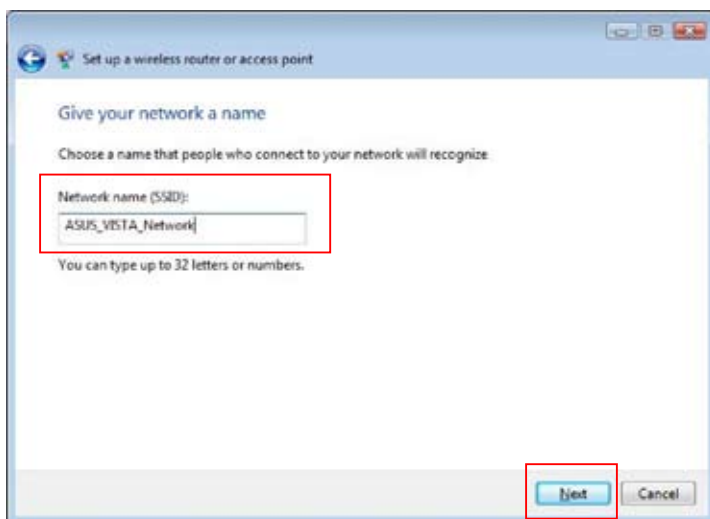 Set up a wireless router or access point
Give your network a name
Choose a name that people who connect to your network will recognize
Network name (SSID):
ASUS_VISTA_Network
You can type up to 32 letters or numbers.
Next
Cancel